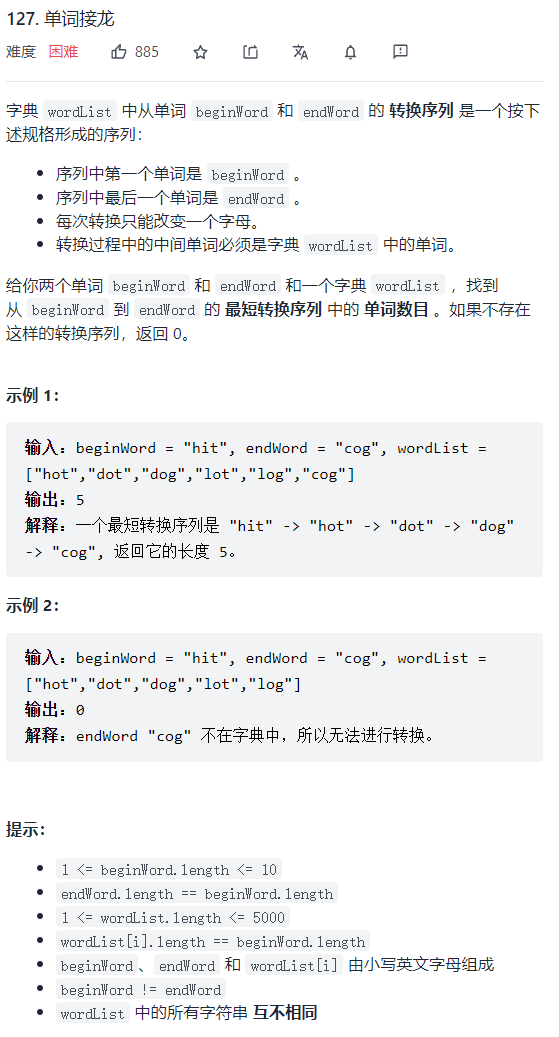 127. 单词接龙
难度 困难 885
字典 wordList 中从单词 beginWord 和 endWord 的 转换序列 是一个按下
述规格形成的序列：
序列中第一个单词是 beginWord 。
序列中最后一个单词是 endWord 。
每次转换只能改变一个字母。
转换过程中的中间单词必须是字典 wordList 中的单词。
给你两个单词 beginWord 和 endWord 和一个字典 wordList ，找到
从 beginWord 到 endWord 的 最短转换序列 中的 单词数目 。如果不存在
这样的转换序列，返回 0。
示例 1：
输入：beginWord = "hit", endWord = "cog", wordList =
["hot","dot","dog","lot","log","cog"]
输出：5
解释：一个最短转换序列是 "hit" -> "hot" -> "dot" -> "dog"
-> "cog", 返回它的长度 5。
示例 2：
输入：beginWord = "hit", endWord = "cog", wordList =
["hot","dot","dog","lot","log"]
输出：0
解释：endWord "cog" 不在字典中，所以无法进行转换。
提示：
1 <= beginWord.length <= 10
endWord.length == beginWord.length
1 <= wordList.length <= 5000
wordList[i].length == beginWord.length
beginWord 、 endWord 和 wordList[i] 由小写英文字母组成
beginWord != endWord
wordList 中的所有字符串 互不相同